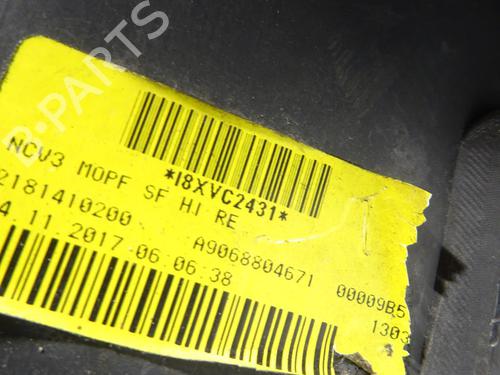 *I8XVC2431*
NCV3 MOPF SF HI RE
2181410200
A9068804671
00009B5
4.11.2017 06:06:38
1303
B-PARTS